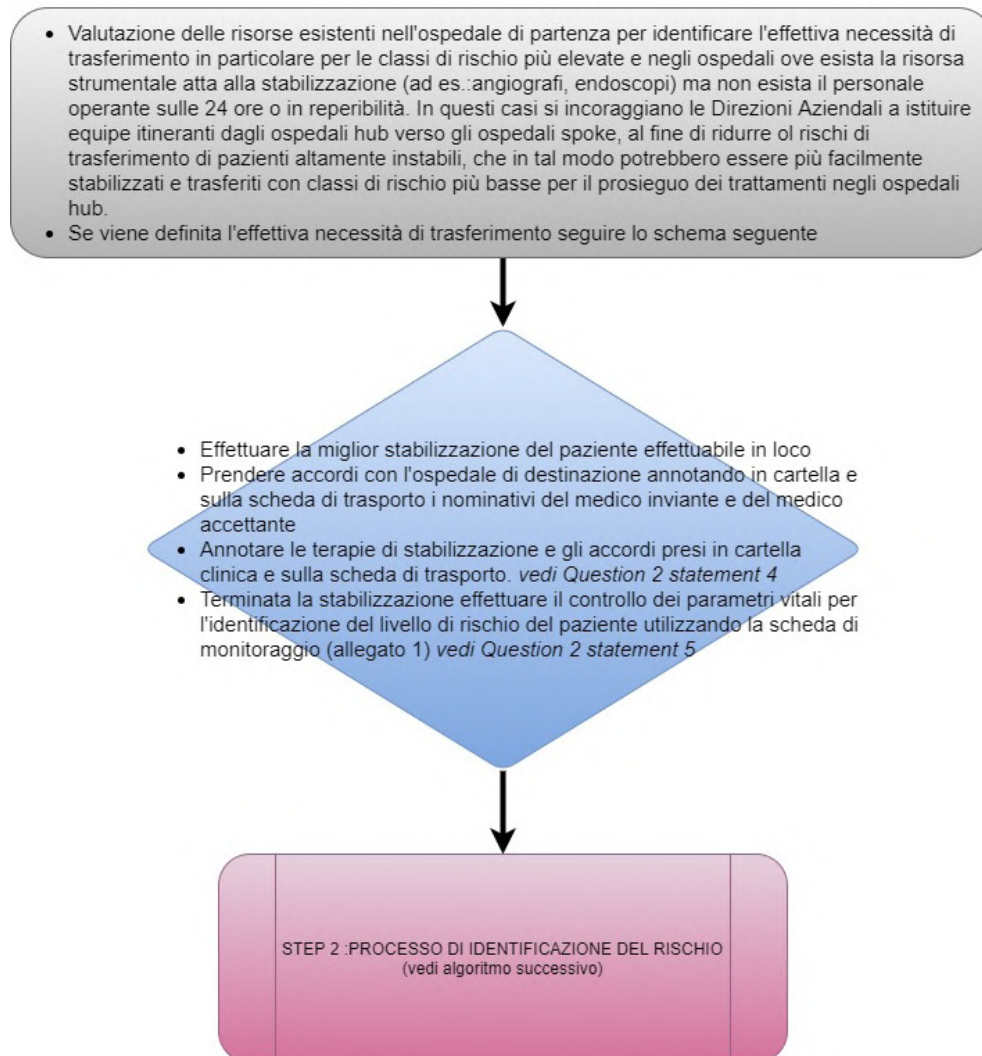 • Valutazione delle risorse esistenti nell'ospedale di partenza per identificare l'effettiva necessità di
trasferimento in particolare per le classi di rischio più elevate e negli ospedali ove esista la risorsa
strumentale atta alla stabilizzazione (ad es.:angiografi, endoscopi) ma non esista il personale
operante sulle 24 ore o in reperibilità. In questi casi si incoraggiano le Direzioni Aziendali a istituire
equipe itineranti dagli ospedali hub verso gli ospedali spoke, al fine di ridurre ol rischi di
trasferimento di pazienti altamente instabili, che in tal modo potrebbero essere più facilmente
stabilizzati e trasferiti con classi di rischio più basse per il prosieguo dei trattamenti negli ospedali
hub.
• Se viene definita l'effettiva necessità di trasferimento seguire lo schema seguente
• Effettuare la miglior stabilizzazione del paziente effettuabile in loco
• Prendere accordi con l'ospedale di destinazione annotando in cartella e
sulla scheda di trasporto i nominativi del medico inviante e del medico
accettante
• Annotare le terapie di stabilizzazione e gli accordi presi in cartella
clinica e sulla scheda di trasporto. vedi Question 2 statement 4
• Terminata la stabilizzazione effettuare il controllo dei parametri vitali per
l'identificazione del livello di rischio del paziente utilizzando la scheda di
monitoraggio (allegato 1) vedi Question 2 statement 5
STEP 2 :PROCESSO DI IDENTIFICAZIONE DEL RISCHIO
(vedi algoritmo successivo)